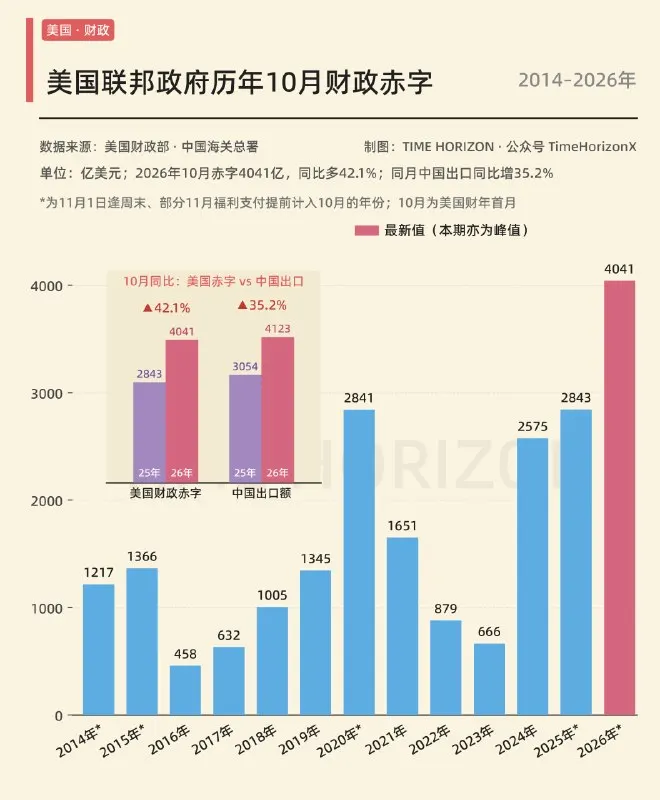 美国 · 财政
美国联邦政府历年10月财政赤字
2014–2026年
数据来源：美国财政部 · 中国海关总署
制图：TIME HORIZON · 公众号 TimeHorizonX
单位：亿美元；2026年10月赤字4041亿，同比多42.1%；同月中国出口同比增35.2%
*为11月1日逢周末、部分11月福利支付提前计入10月的年份；10月为美国财年首月
最新值（本期亦为峰值）
10月同比：美国赤字 vs 中国出口
▲42.1%
▲35.2%
2843
4041
3054
4123
25年
26年
25年
26年
美国财政赤字
中国出口额
4000
3000
2000
1000
0
1217
1366
458
632
1005
1345
2841
1651
879
666
2575
2843
4041
2014年*
2015年*
2016年
2017年
2018年
2019年
2020年*
2021年
2022年
2023年
2024年
2025年*
2026年*